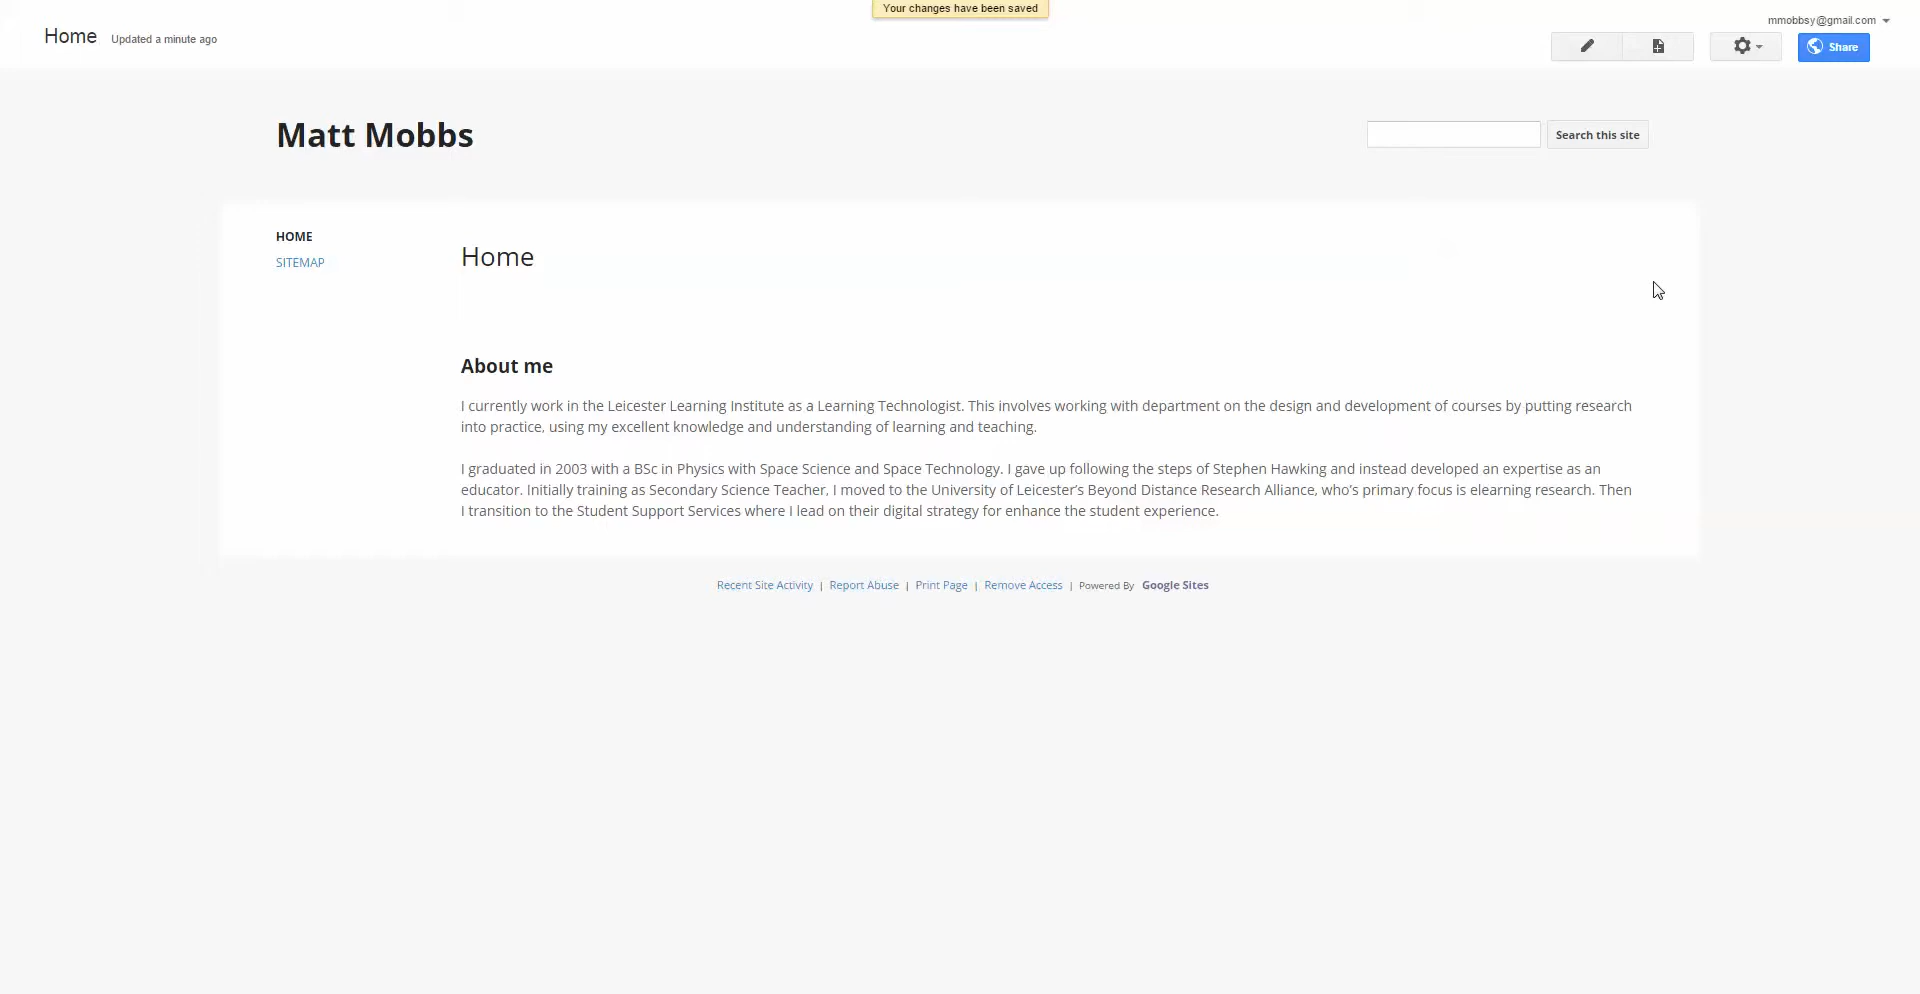 Your changes have been saved
mmobbsy@gmail.com
Home Updated a minute ago
Share
Matt Mobbs
Search this site
HOME
SITEMAP
Home
About me
I currently work in the Leicester Learning Institute as a Learning Technologist. This involves working with department on the design and development of courses by putting research
into practice, using my excellent knowledge and understanding of learning and teaching.
I graduated in 2003 with a BSc in Physics with Space Science and Space Technology. I gave up following the steps of Stephen Hawking and instead developed an expertise as an
educator. Initially training as Secondary Science Teacher, I moved to the University of Leicester’s Beyond Distance Research Alliance, who’s primary focus is elearning research. Then
I transition to the Student Support Services where I lead on their digital strategy for enhance the student experience.
Recent Site Activity | Report Abuse | Print Page | Remove Access | Powered By Google Sites